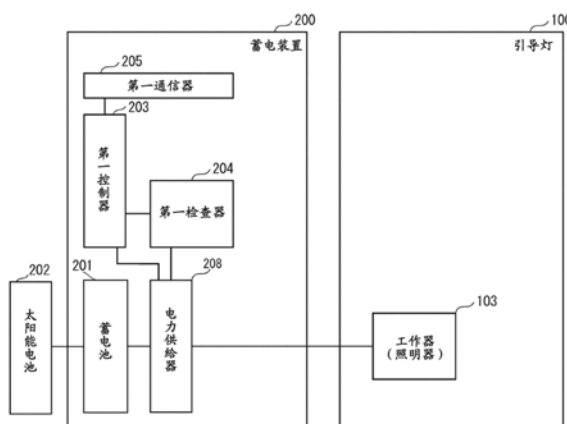 200
100
蓄电装置
引导灯
205
第一通信器
203
第一控制器
204
第一检查器
202
太阳能电池
201
蓄电池
208
电力供给器
103
工作器
(照明器)